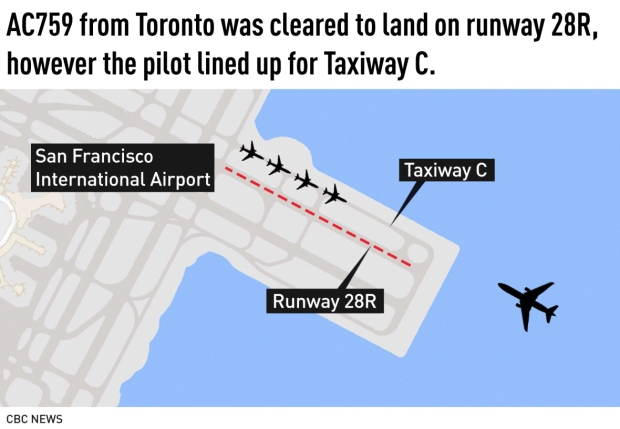 AC759 from Toronto was cleared to land on runway 28R,
however the pilot lined up for Taxiway C.
San Francisco
International Airport
Taxiway C
Runway 28R
CBC NEWS